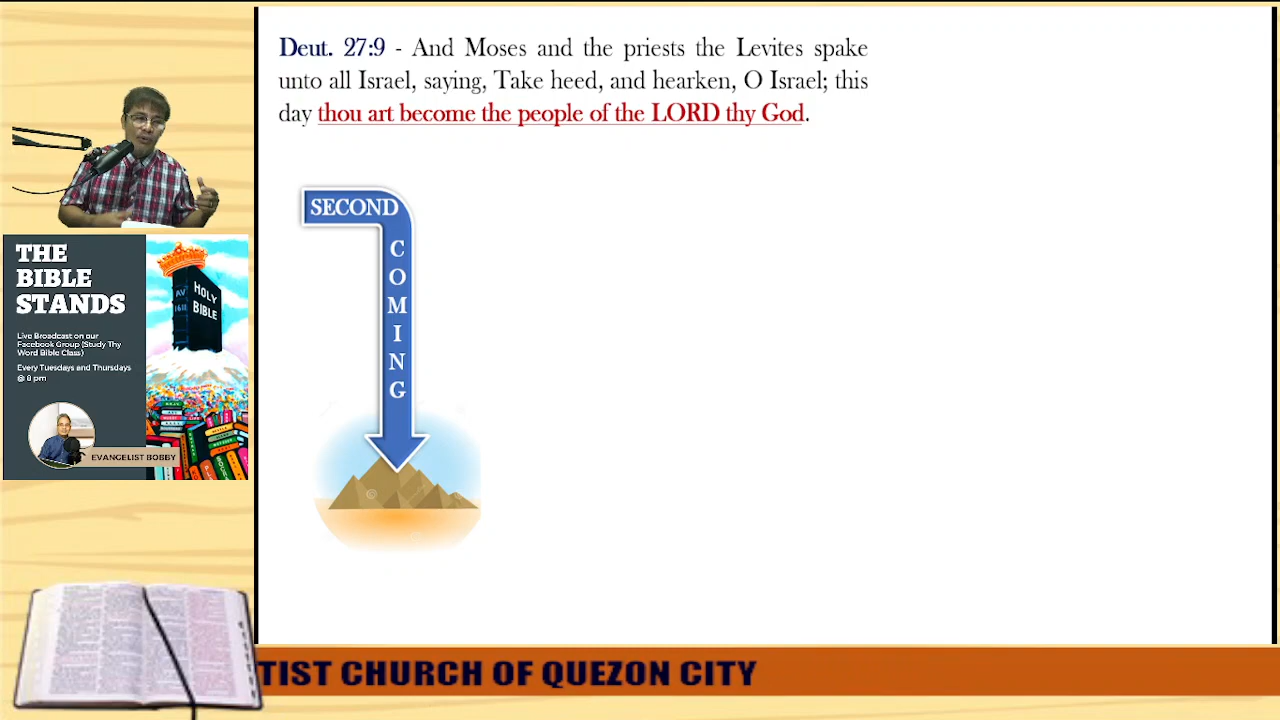 Deut. 27:9 - And Moses and the priests the Levites spake
unto all Israel, saying, Take heed, and hearken, O Israel; this
day thou art become the people of the LORD thy God.
SECOND
COMING
THE
BIBLE
STANDS
Live Broadcast on our
Facebook Group (Study Thy
Word Bible Class)
Every Tuesdays and Thursdays
@ 8 pm
AV
1611
HOLY
BIBLE
EVANGELIST BOBBY
TIST CHURCH OF QUEZON CITY